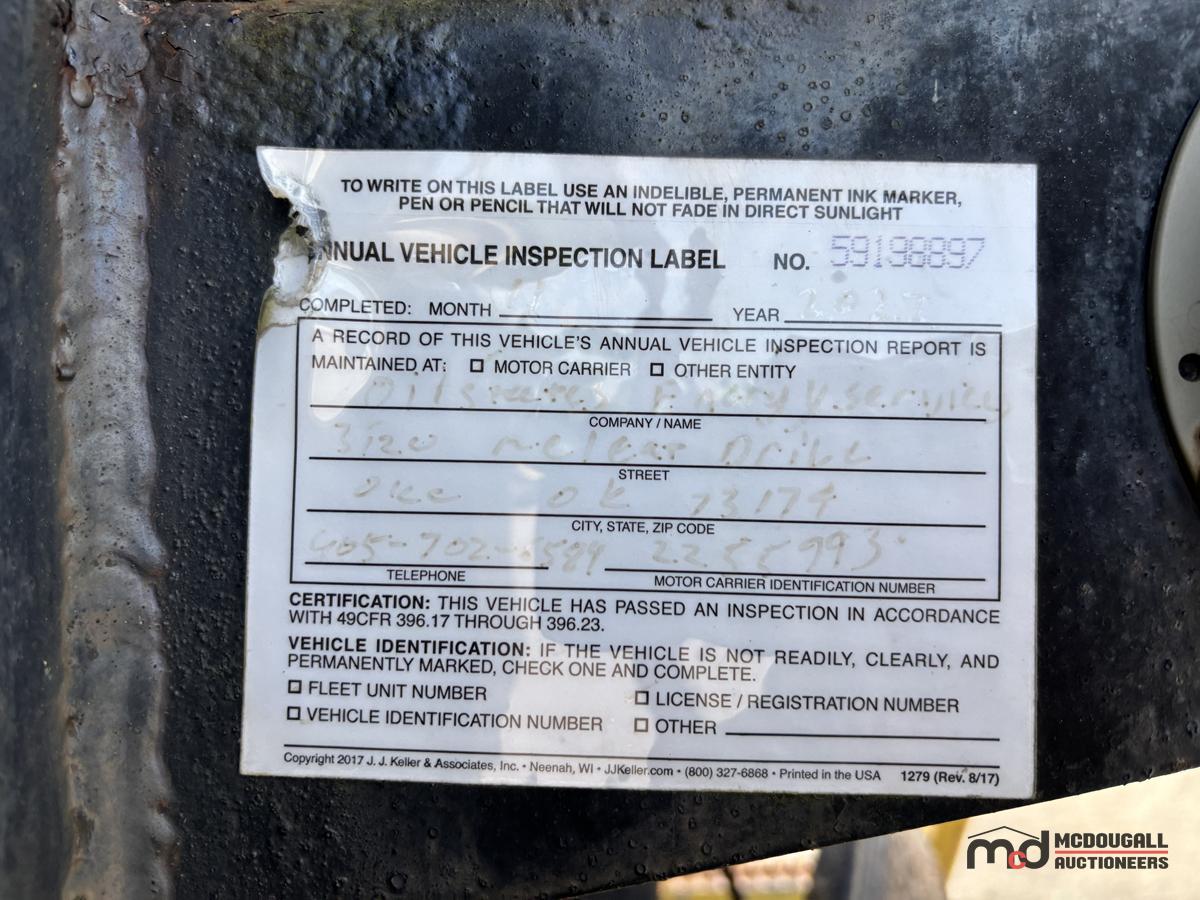 TO WRITE ON THIS LABEL USE AN INDELIBLE, PERMANENT INK MARKER,
PEN OR PENCIL THAT WILL NOT FADE IN DIRECT SUNLIGHT
NNUAL VEHICLE INSPECTION LABEL NO. 59198897
COMPLETED: MONTH YEAR
A RECORD OF THIS VEHICLE'S ANNUAL VEHICLE INSPECTION REPORT IS
MAINTAINED AT: ☐ MOTOR CARRIER ☐ OTHER ENTITY
Oil States
COMPANY / NAME
3120
STREET
OKC OK
CITY, STATE, ZIP CODE
TELEPHONE MOTOR CARRIER IDENTIFICATION NUMBER
CERTIFICATION: THIS VEHICLE HAS PASSED AN INSPECTION IN ACCORDANCE
WITH 49CFR 396.17 THROUGH 396.23.
VEHICLE IDENTIFICATION: IF THE VEHICLE IS NOT READILY, CLEARLY, AND
PERMANENTLY MARKED, CHECK ONE AND COMPLETE.
☐ FLEET UNIT NUMBER ☐ LICENSE / REGISTRATION NUMBER
☐ VEHICLE IDENTIFICATION NUMBER ☐ OTHER
Copyright 2017 J. J. Keller & Associates, Inc. • Neenah, WI • JJKeller.com • (800) 327-6868 • Printed in the USA 1279 (Rev. 8/17)
mcd MCDOUGALL
AUCTIONEERS